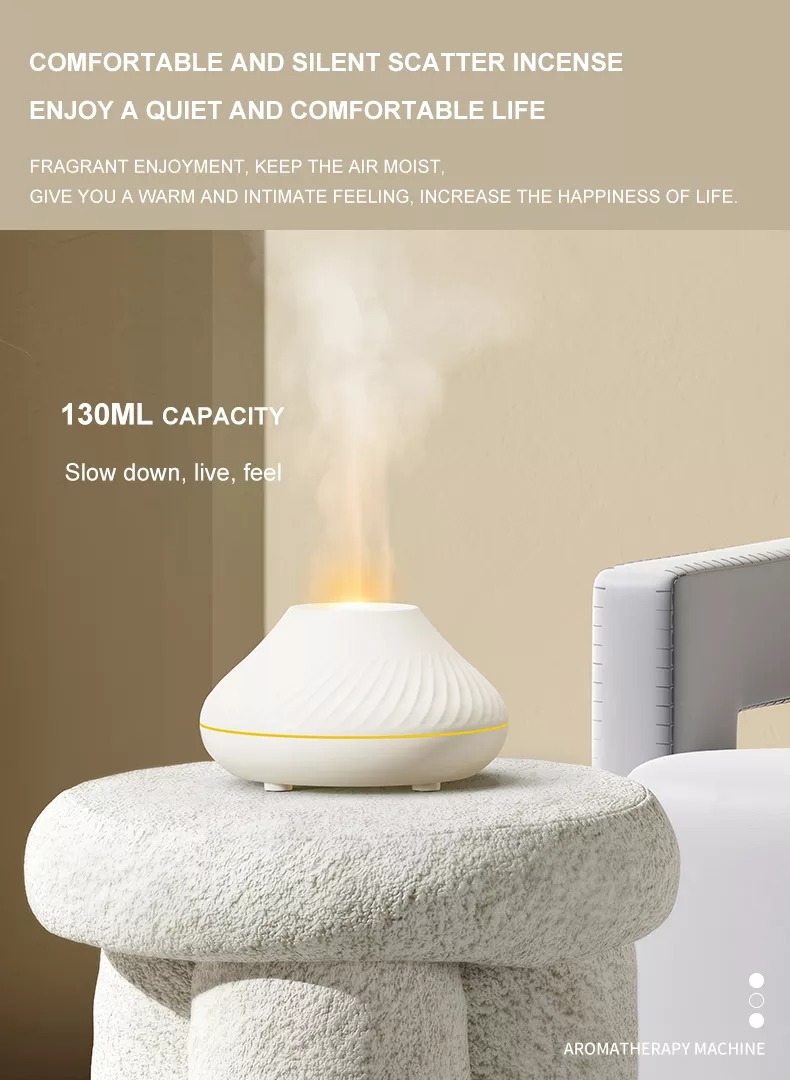 COMFORTABLE AND SILENT SCATTER INCENSE
ENJOY A QUIET AND COMFORTABLE LIFE
FRAGRANT ENJOYMENT, KEEP THE AIR MOIST,
GIVE YOU A WARM AND INTIMATE FEELING, INCREASE THE HAPPINESS OF LIFE.
130ML CAPACITY
Slow down, live, feel
AROMATHERAPY MACHINE